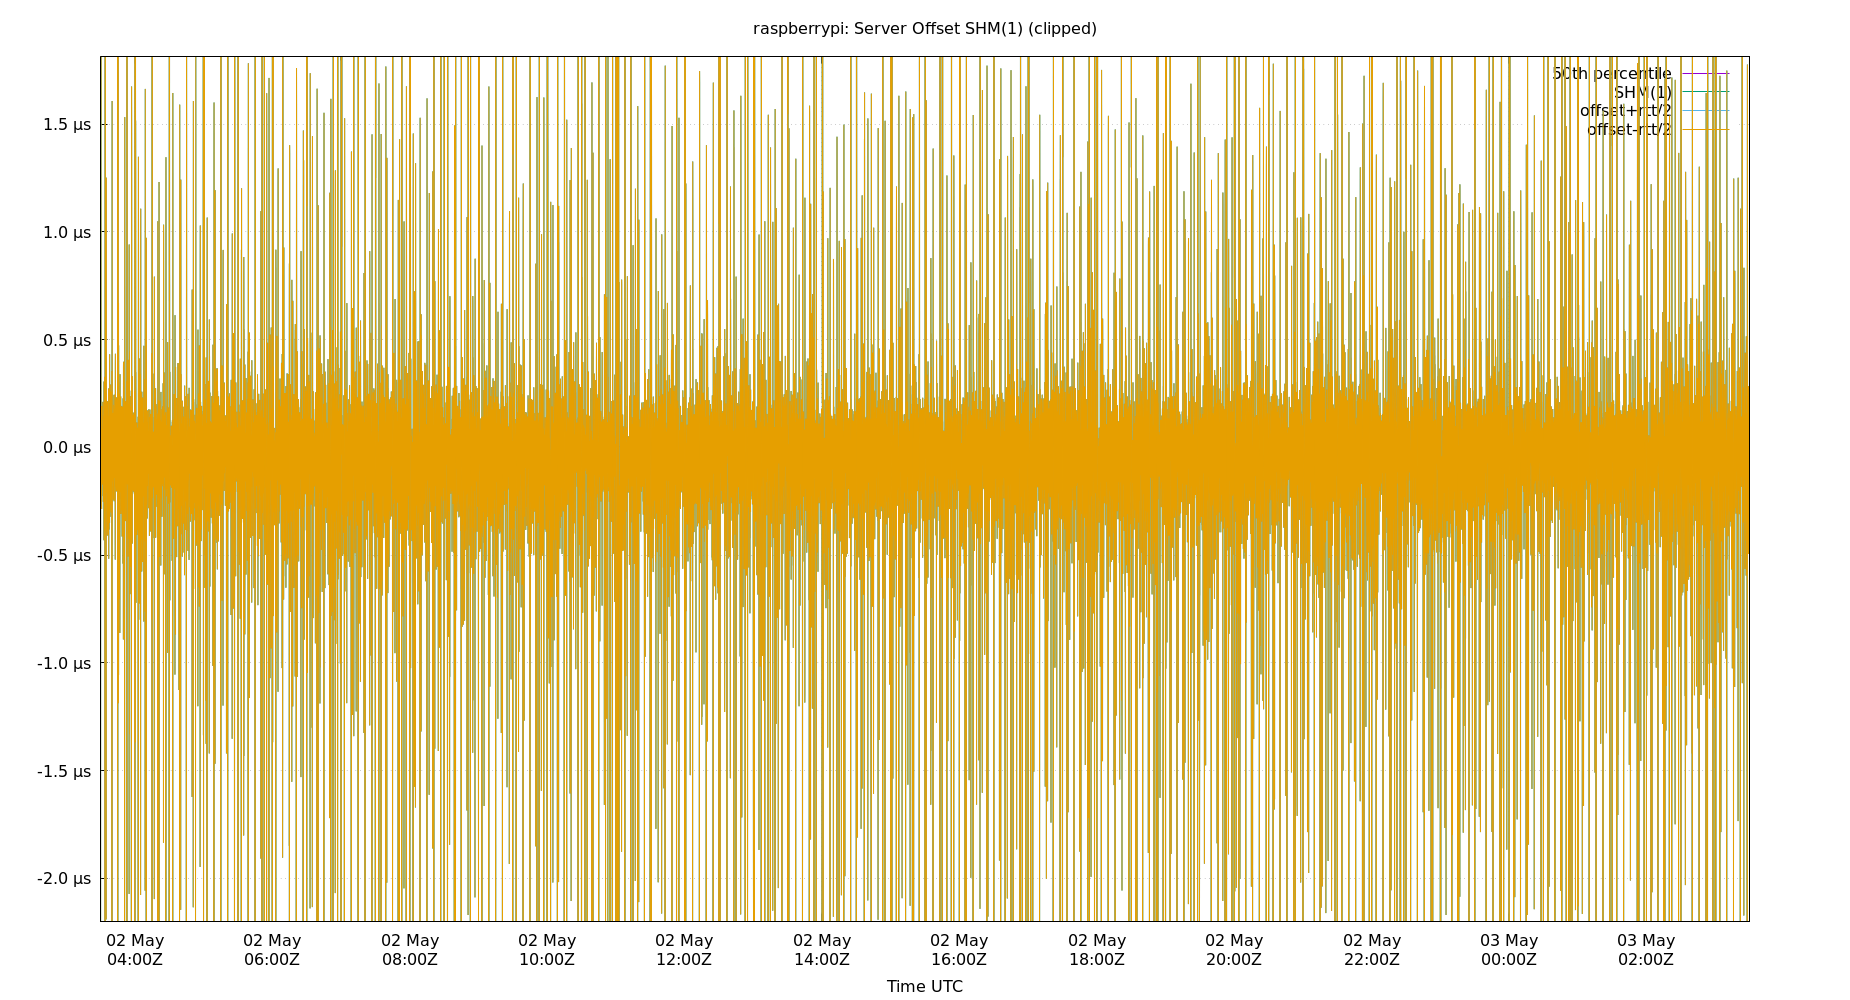 raspberrypi: Server Offset SHM(1) (clipped)
50th percentile
SHM(1)
offset+rtt/2
offset-rtt/2
1.5 µs
1.0 µs
0.5 µs
0.0 µs
-0.5 µs
-1.0 µs
-1.5 µs
-2.0 µs
02 May 02 May 02 May 02 May 02 May 02 May 02 May 02 May 02 May 02 May 03 May 03 May
04:00Z 06:00Z 08:00Z 10:00Z 12:00Z 14:00Z 16:00Z 18:00Z 20:00Z 22:00Z 00:00Z 02:00Z
Time UTC